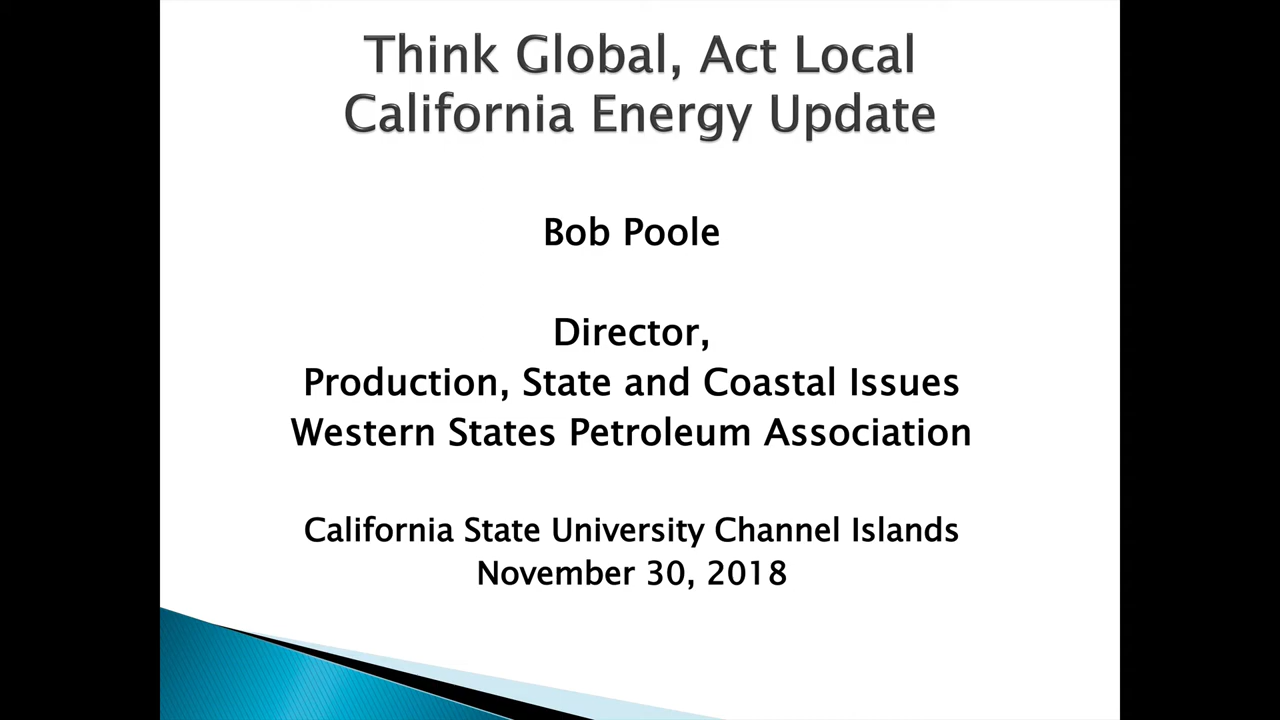 Think Global, Act Local
California Energy Update
Bob Poole
Director,
Production, State and Coastal Issues
Western States Petroleum Association
California State University Channel Islands
November 30, 2018